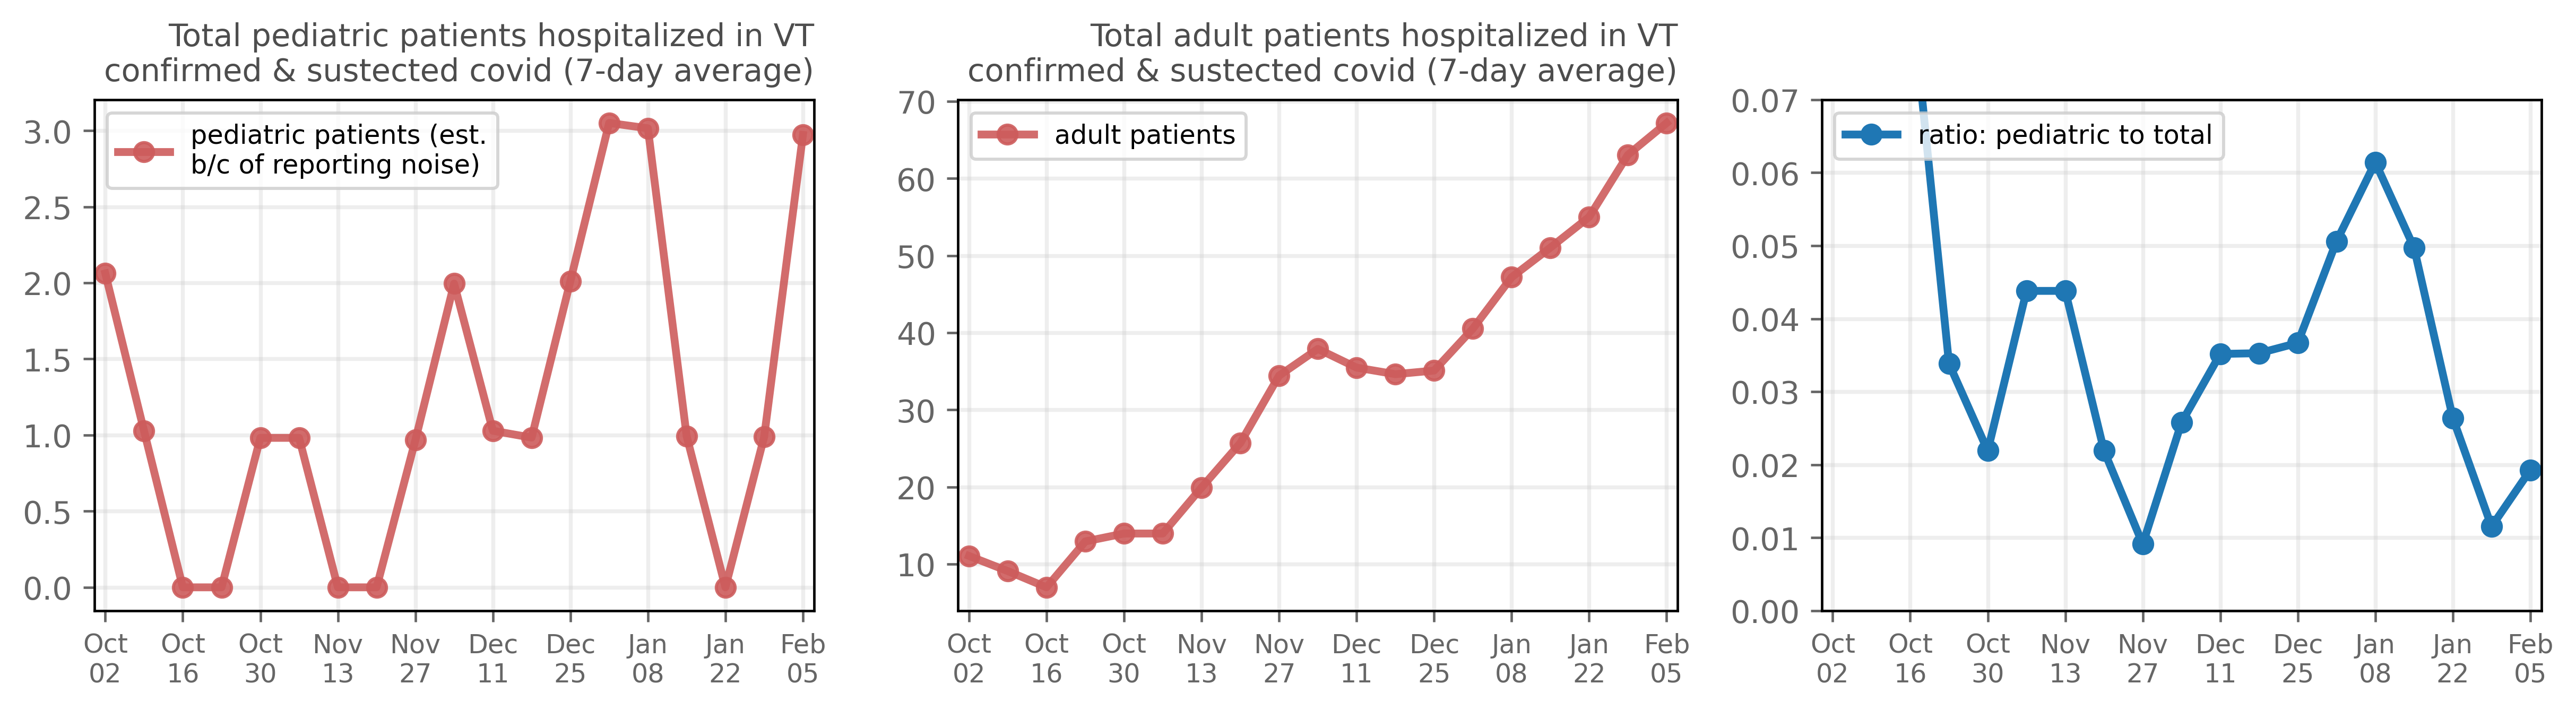 Total pediatric patients hospitalized in VT
confirmed & sustected covid (7-day average)
pediatric patients (est.
b/c of reporting noise)
3.0
2.5
2.0
1.5
1.0
0.5
0.0
Oct Oct Oct Nov Nov Dec Dec Jan Jan Feb
02 16 30 13 27 11 25 08 22 05
Total adult patients hospitalized in VT
confirmed & sustected covid (7-day average)
adult patients
70
60
50
40
30
20
10
Oct Oct Oct Nov Nov Dec Dec Jan Jan Feb
02 16 30 13 27 11 25 08 22 05
ratio: pediatric to total
0.07
0.06
0.05
0.04
0.03
0.02
0.01
0.00
Oct Oct Oct Nov Nov Dec Dec Jan Jan Feb
02 16 30 13 27 11 25 08 22 05